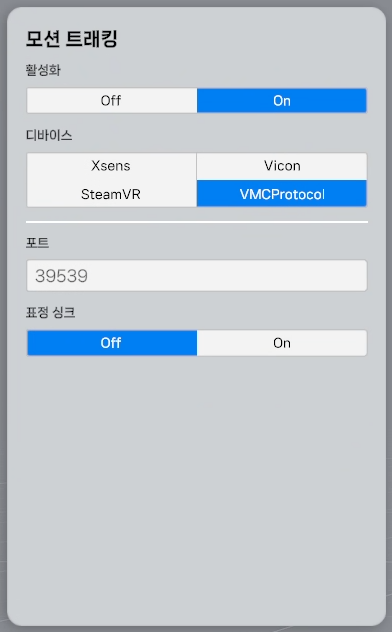 모션 트래킹
활성화
Off On
디바이스
Xsens Vicon
SteamVR VMCProtocol
포트
39539
표정 싱크
Off On